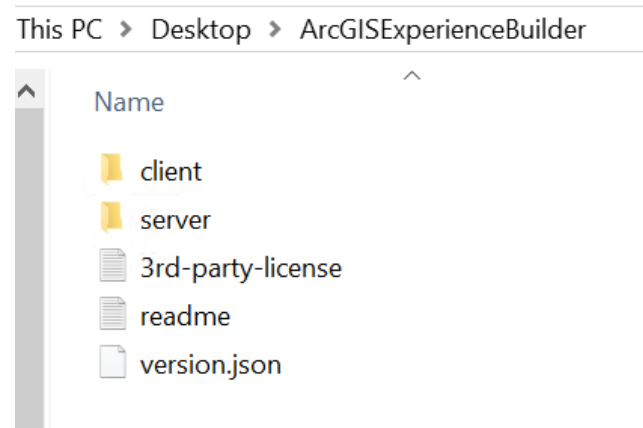 This PC > Desktop > ArcGISExperienceBuilder
Name
client
server
3rd-party-license
readme
version.json